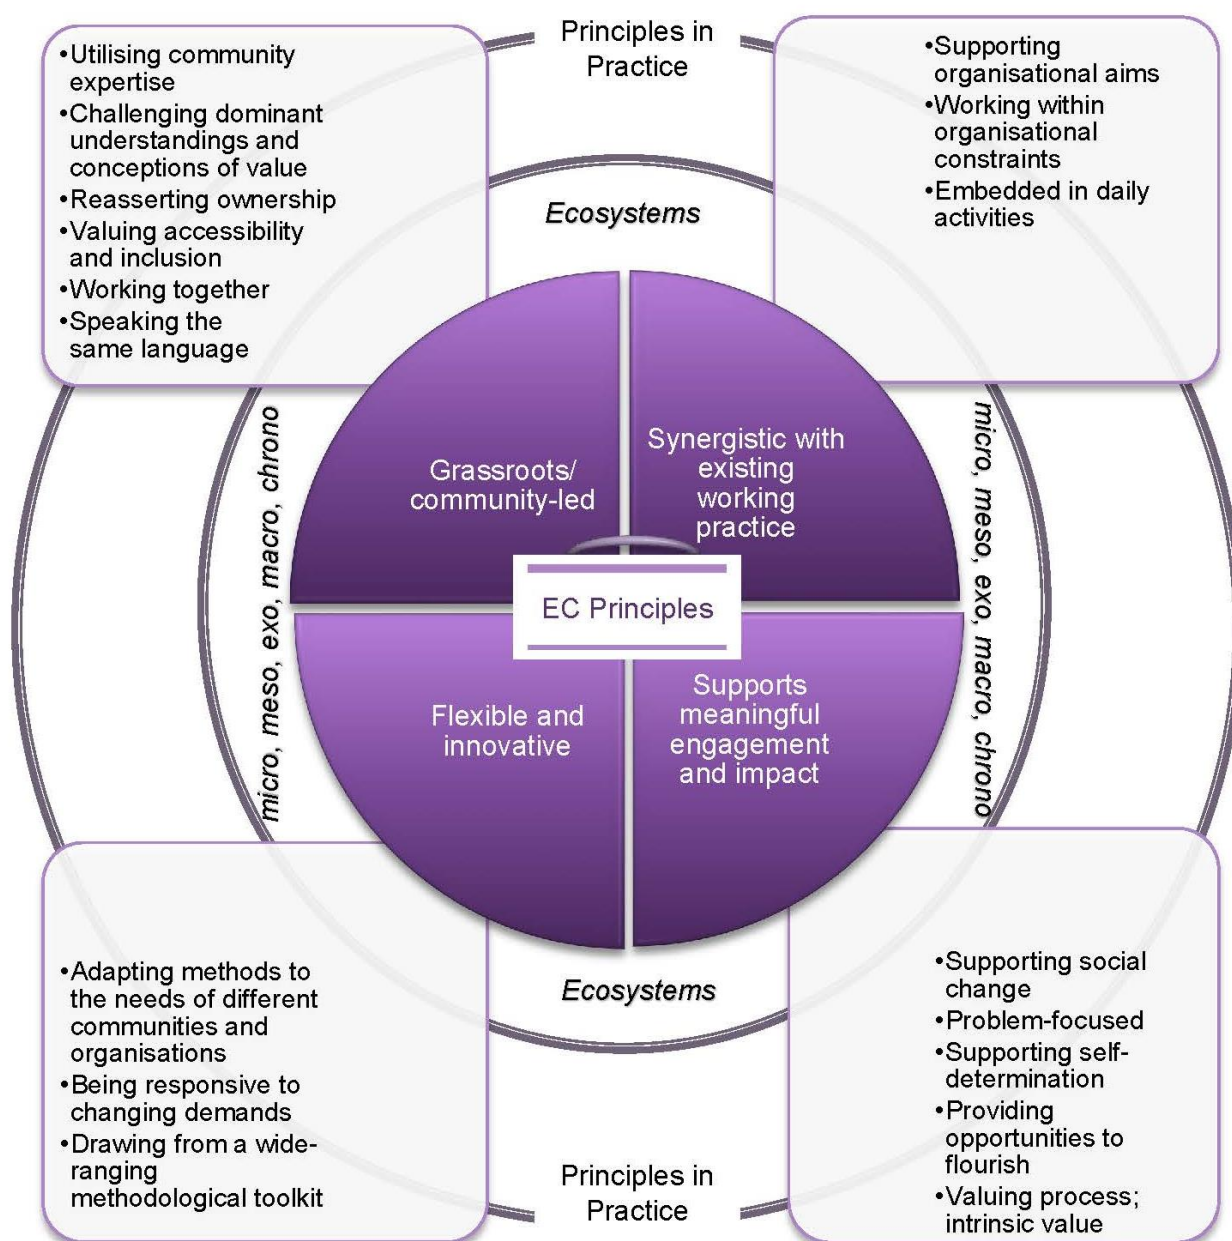 Principles in
Practice
•Utilising community
expertise
•Challenging dominant
understandings and
conceptions of value
•Reasserting ownership
•Valuing accessibility
and inclusion
•Working together
•Speaking the
same language
•Supporting
organisational aims
•Working within
organisational
constraints
•Embedded in daily
activities
Ecosystems
micro, meso, exo, macro, chrono
Grassroots/
community-led
Synergistic with
existing
working
practice
micro, meso, exo, macro, chrono
EC Principles
Flexible and
innovative
Supports
meaningful
engagement
and impact
Ecosystems
•Adapting methods to
the needs of different
communities and
organisations
•Being responsive to
changing demands
•Drawing from a wide-
ranging
methodological toolkit
•Supporting social
change
•Problem-focused
•Supporting self-
determination
•Providing
opportunities to
flourish
•Valuing process;
intrinsic value
Principles in
Practice